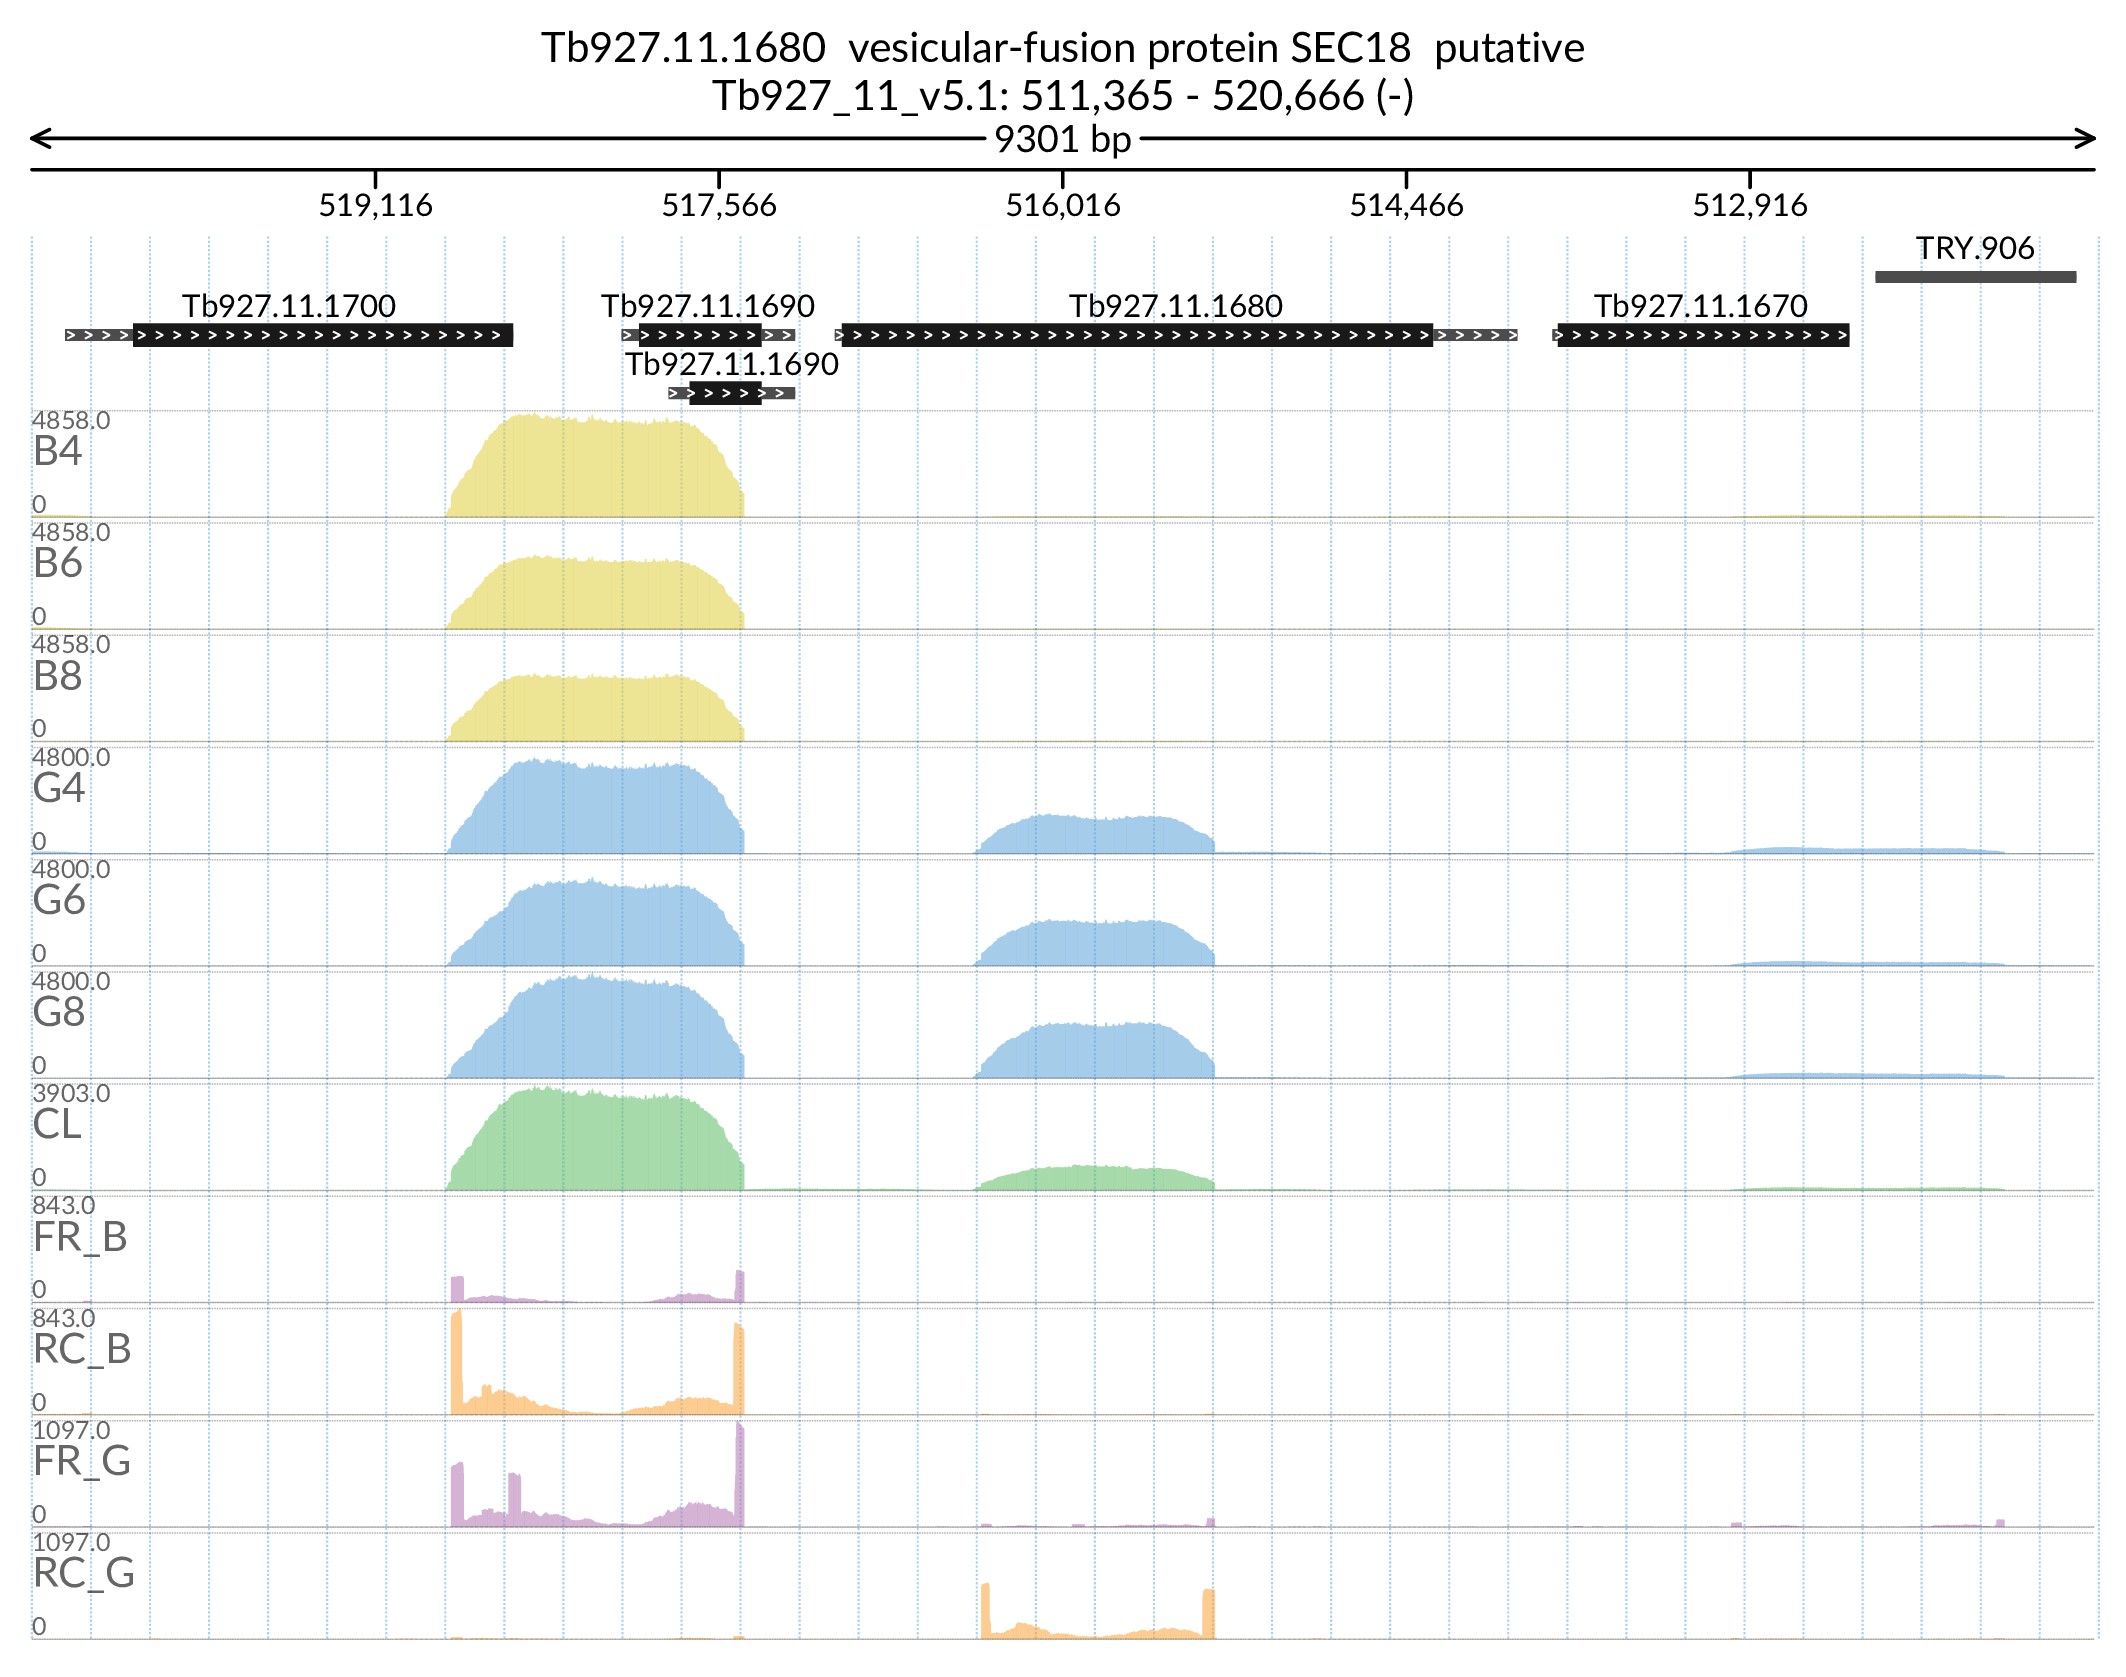 Tb927.11.1680  vesicular-fusion protein SEC18  putative
Tb927_11_v5.1: 511,365 - 520,666 (-)
9301 bp
519,116 517,566 516,016 514,466 512,916
TRY.906
Tb927.11.1700 Tb927.11.1690 Tb927.11.1680 Tb927.11.1670
Tb927.11.1690
4858.0
B4
0
4858.0
B6
0
4858.0
B8
0
4800.0
G4
0
4800.0
G6
0
4800.0
G8
0
3903.0
CL
0
843.0
FR_B
0
843.0
RC_B
0
1097.0
FR_G
0
1097.0
RC_G
0